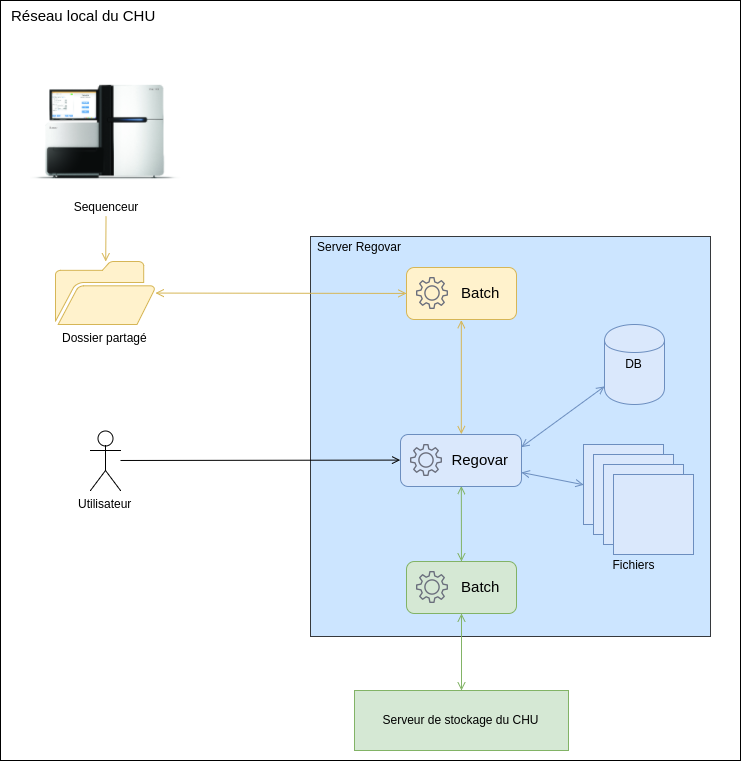 Réseau local du CHU
Sequenceur
Server Regovar
Batch
Dossier partagé
DB
Regovar
Utilisateur
Fichiers
Batch
Serveur de stockage du CHU